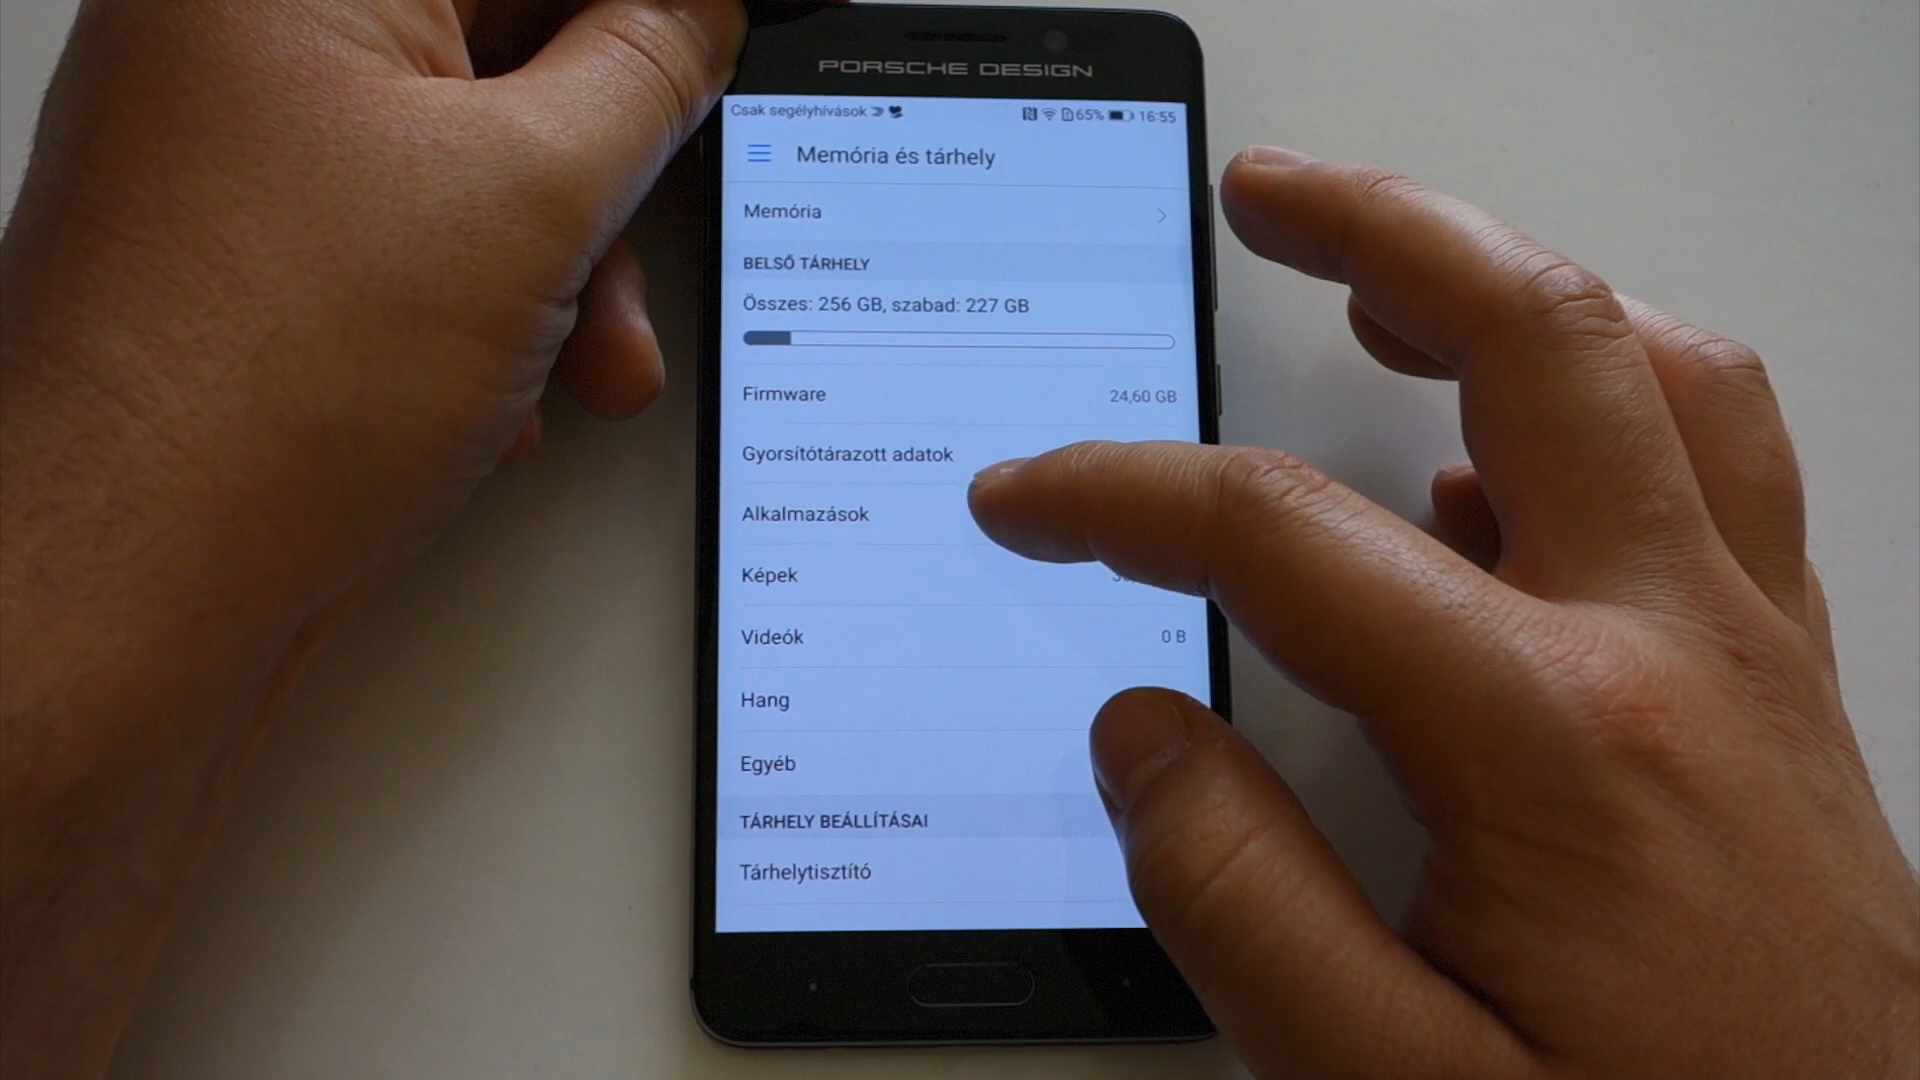 PORSCHE DESIGN
Csak segélyhívások 65% 16:55
Memória és tárhely
Memória
BELSŐ TÁRHELY
Összes: 256 GB, szabad: 227 GB
Firmware 24,60 GB
Gyorsítótárazott adatok
Alkalmazások
Képek
Videók 0 B
Hang
Egyéb
TÁRHELY BEÁLLÍTÁSAI
Tárhelytisztító